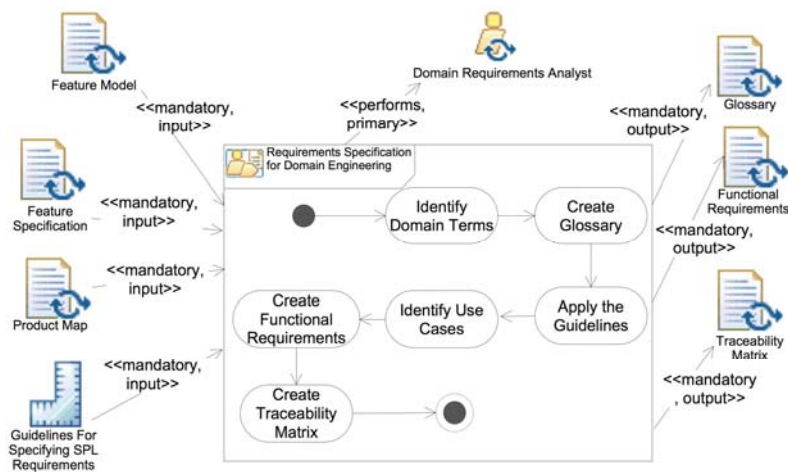 Feature Model
<<mandatory,
input>>
Domain Requirements Analyst
<<performs,
primary>>
Glossary
<<mandatory,
output>>
Requirements Specification
for Domain Engineering
Feature
Specification
<<mandatory,
input>>
Identify
Domain Terms
Create
Glossary
Functional
Requirements
<<mandatory,
output>>
Product Map
<<mandatory,
input>>
Create
Functional
Requirements
Identify Use
Cases
Apply the
Guidelines
Traceability
Matrix
<<mandatory
, output>>
Guidelines For
Specifying SPL
Requirements
<<mandatory,
input>>
Create
Traceability
Matrix